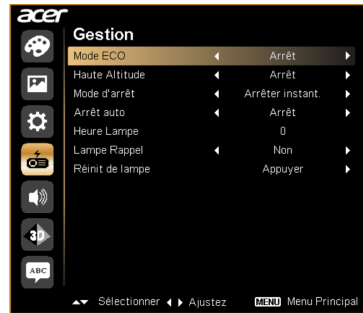 acer
Gestion
Mode ECO Arrêt
Haute Altitude Arrêt
Mode d'arrêt Arrêter instant.
Arrêt auto Arrêt
Heure Lampe 0
Lampe Rappel Non
Réinit de lampe Appuyer
3D
ABC
Sélectionner Ajustez MENU Menu Principal